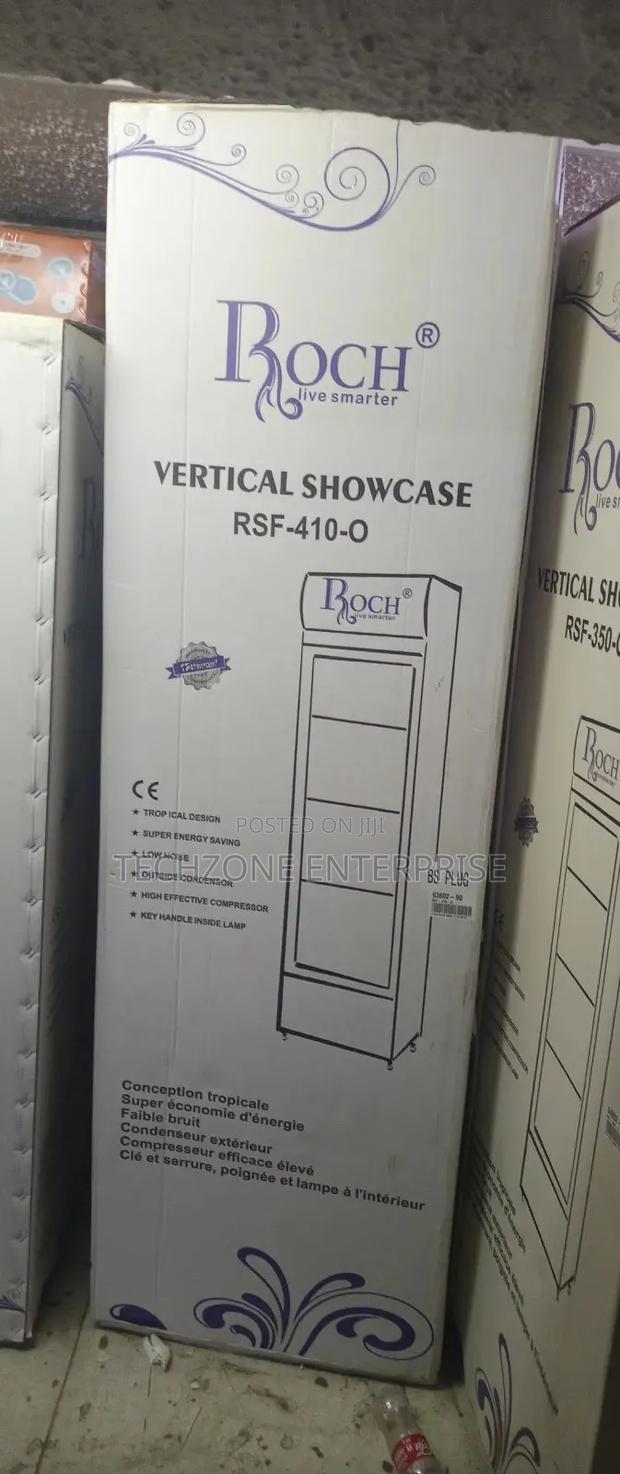 ROCH®
live smarter
VERTICAL SHOWCASE
RSF-410-O
ROCH®
live smarter
CE
★ TROPICAL DESIGN
★ SUPER ENERGY SAVING
★ LOW NOISE
★ OUTSIDE CONDENSOR
★ HIGH EFFECTIVE COMPRESSOR
★ KEY HANDLE INSIDE LAMP
BS PLUG
POSTED ON JIJI
TECHZONE ENTERPRISE
Conception tropicale
Super économie d'énergie
Faible bruit
Condenseur extérieur
Compresseur efficace élevé
Clé et serrure, poignée et lampe à l'intérieur
VERTICAL SH
RSF-350-
ROCH